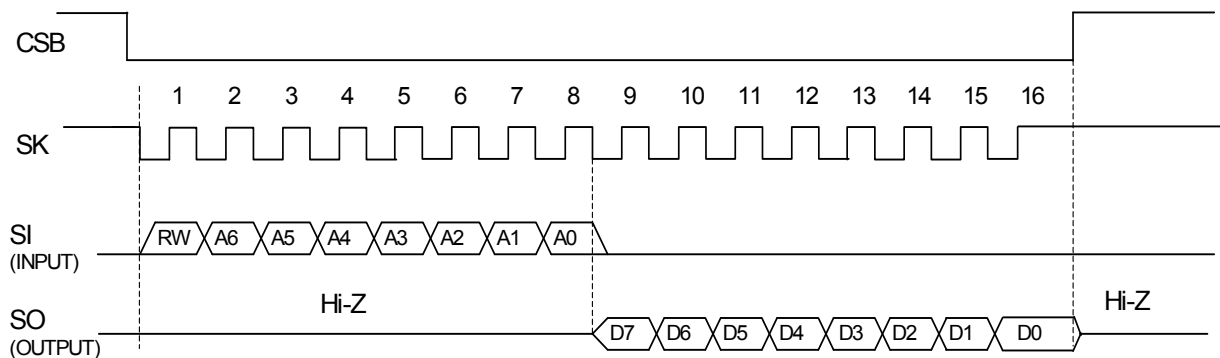 CSB
1 2 3 4 5 6 7 8 9 10 11 12 13 14 15 16
SK
SI
(INPUT)
RW A6 A5 A4 A3 A2 A1 A0
Hi-Z
Hi-Z
SO
(OUTPUT)
D7 D6 D5 D4 D3 D2 D1 D0